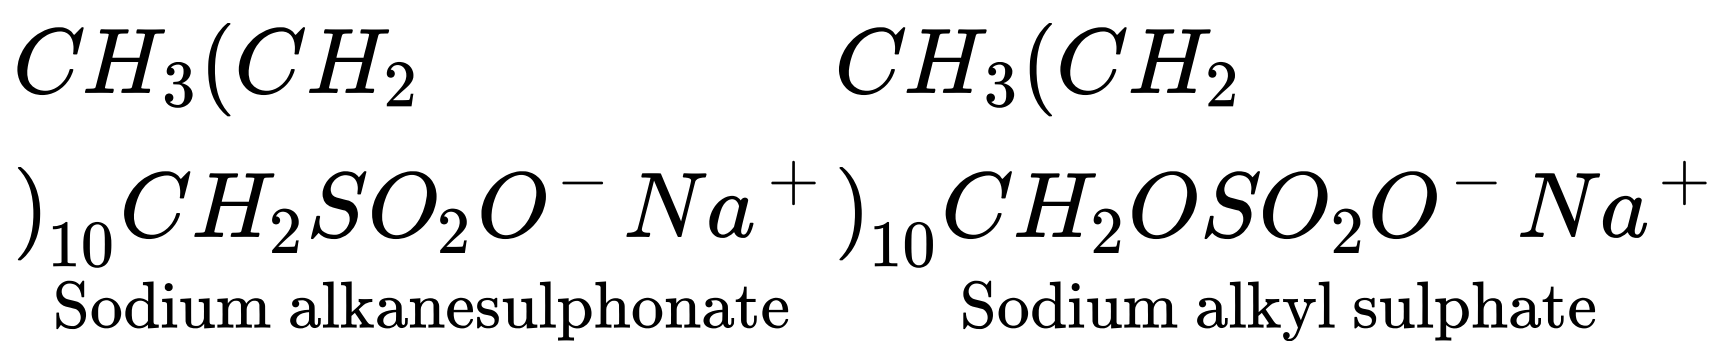 CH₃(CH₂ CH₃(CH₂
)₁₀CH₂SO₂O⁻ Na⁺ )₁₀CH₂OSO₂O⁻ Na⁺
Sodium alkanesulphonate Sodium alkyl sulphate